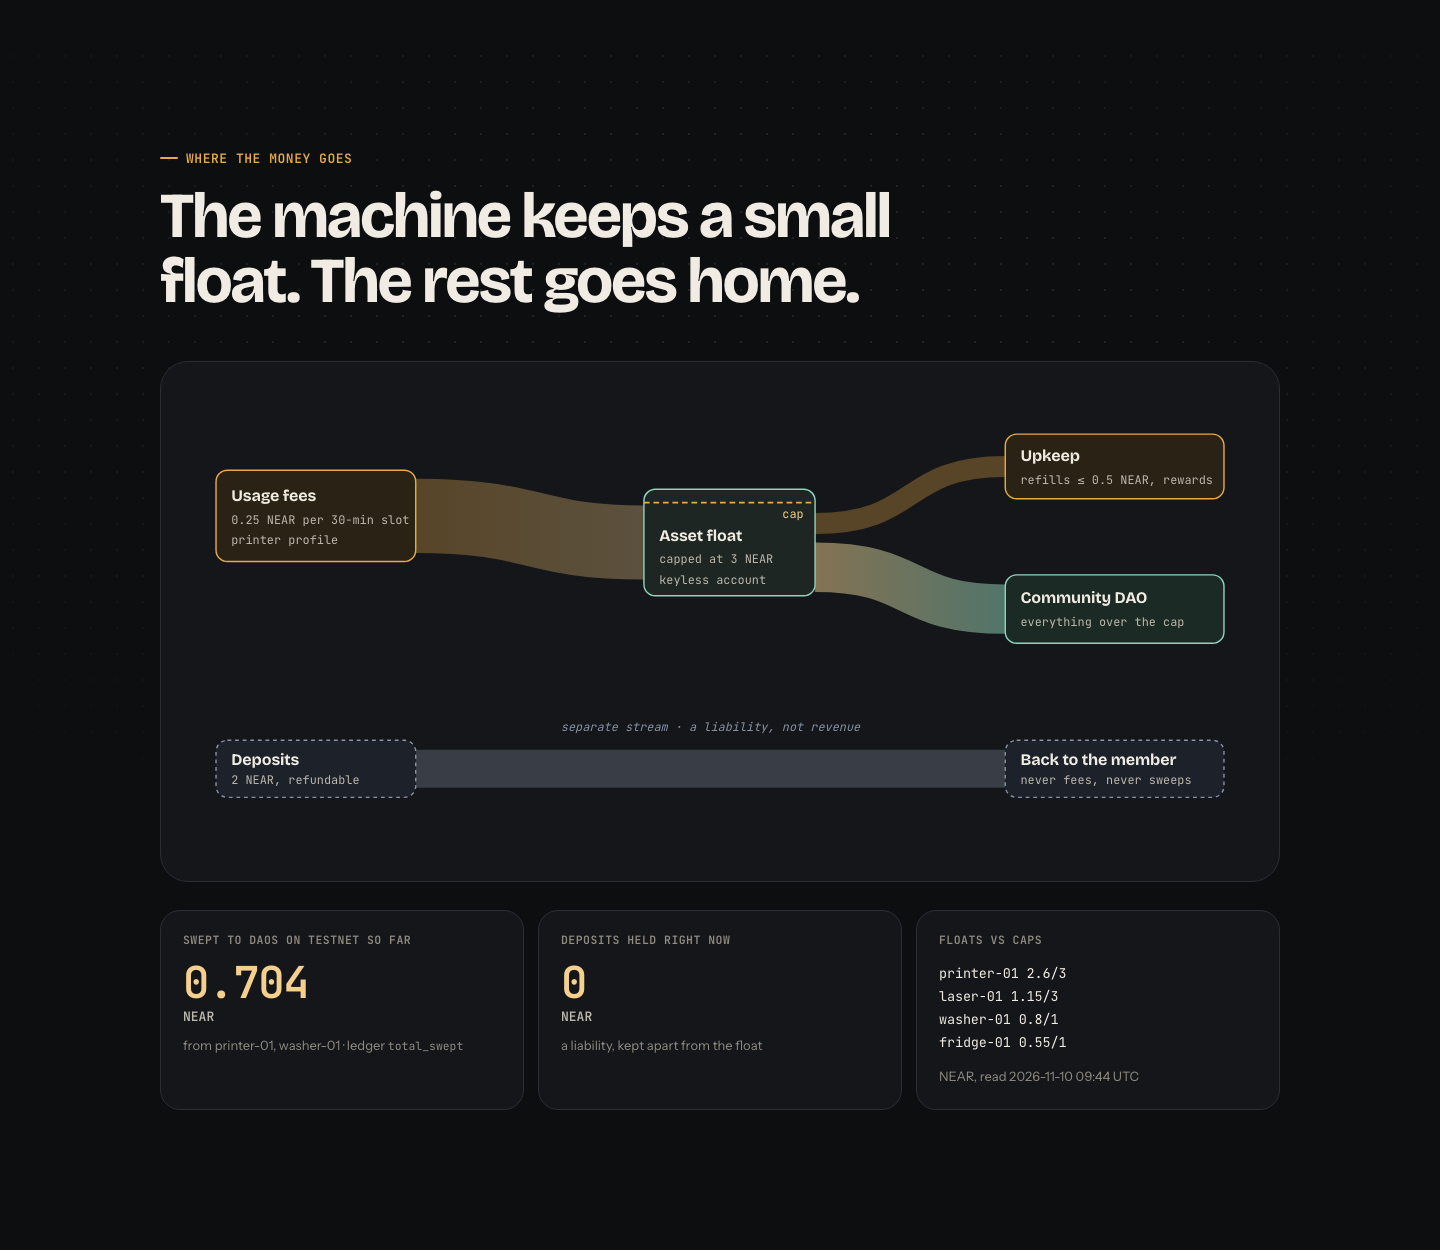 WHERE THE MONEY GOES
The machine keeps a small
float. The rest goes home.
Usage fees
0.25 NEAR per 30-min slot
printer profile
cap
Asset float
capped at 3 NEAR
keyless account
Upkeep
refills ≤ 0.5 NEAR, rewards
Community DAO
everything over the cap
separate stream · a liability, not revenue
Deposits
2 NEAR, refundable
Back to the member
never fees, never sweeps
SWEPT TO DAOS ON TESTNET SO FAR
0.704
NEAR
from printer-01, washer-01 · ledger total_swept
DEPOSITS HELD RIGHT NOW
0
NEAR
a liability, kept apart from the float
FLOATS VS CAPS
printer-01 2.6/3
laser-01 1.15/3
washer-01 0.8/1
fridge-01 0.55/1
NEAR, read 2026-11-10 09:44 UTC